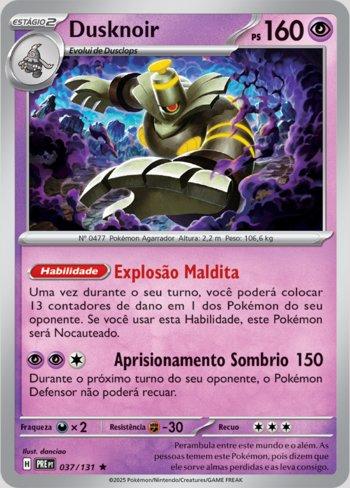 ESTÁGIO 2
Dusknoir
PS 160
Evolui de Dusclops
Nº 0477 Pokémon Agarrador Altura: 2,2 m Peso: 106,6 kg
Habilidade Explosão Maldita
Uma vez durante o seu turno, você poderá colocar
13 contadores de dano em 1 dos Pokémon do seu
oponente. Se você usar esta Habilidade, este Pokémon
será Nocauteado.
Aprisionamento Sombrio 150
Durante o próximo turno do seu oponente, o Pokémon
Defensor não poderá recuar.
Fraqueza ×2 Resistência -30 Recuo
Ilust. danciao
H PRE PT 037/131 ★
©2025 Pokémon/Nintendo/Creatures/GAME FREAK
Perambula entre este mundo e o além. As
pessoas temem este Pokémon, pois dizem que
ele sorve almas perdidas e as leva consigo.